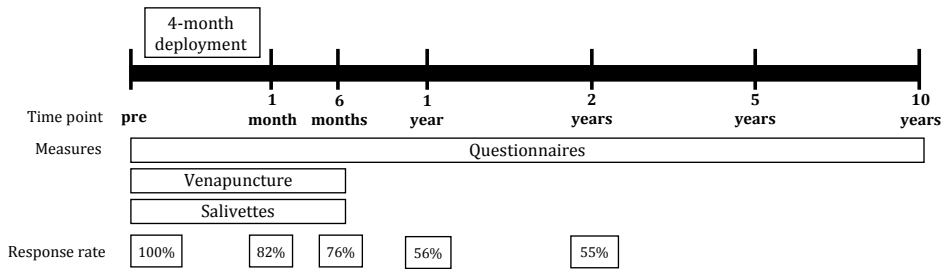 4-month
deployment
Time point pre 1 month 6 months 1 year 2 years 5 years 10 years
Measures Questionnaires
Venapuncture
Salivettes
Response rate 100% 82% 76% 56% 55%